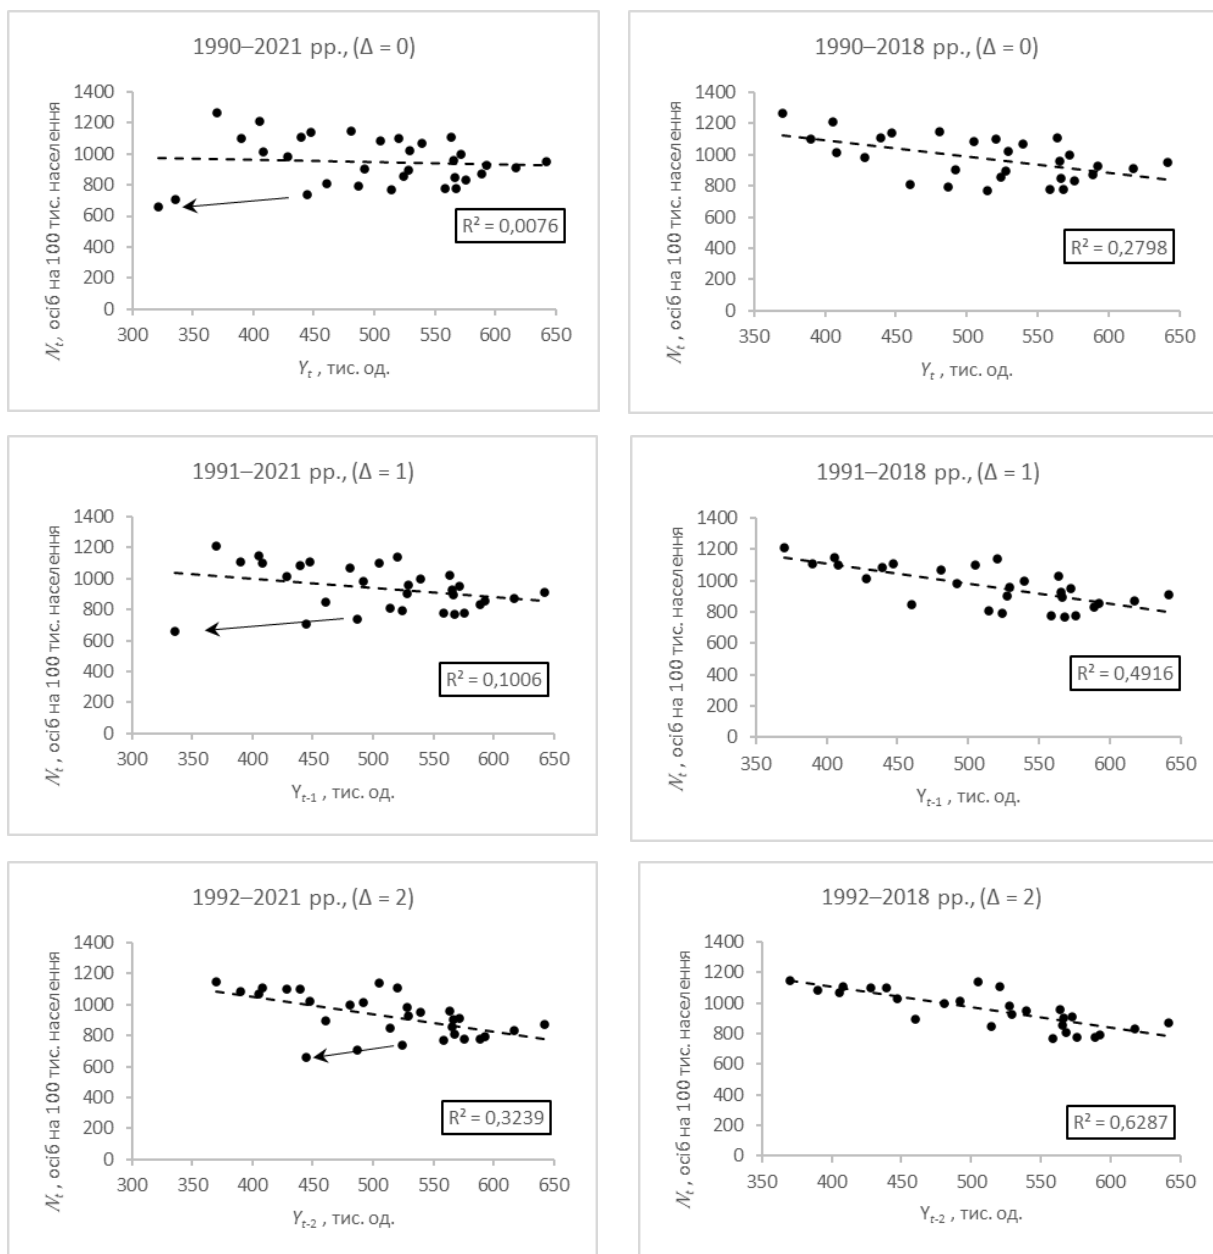 1990–2021 рр., (Δ = 0)
1400
1200
1000
800
600
400
200
0
300 350 400 450 500 550 600 650
Nt, осіб на 100 тис. населення
Yt , тис. од.
R² = 0,0076
1990–2018 рр., (Δ = 0)
1400
1200
1000
800
600
400
200
0
350 400 450 500 550 600 650
Nt, осіб на 100 тис. населення
Yt , тис. од.
R² = 0,2798
1991–2021 рр., (Δ = 1)
1400
1200
1000
800
600
400
200
0
300 350 400 450 500 550 600 650
Nt, осіб на 100 тис. населення
Yt-1 , тис. од.
R² = 0,1006
1991–2018 рр., (Δ = 1)
1400
1200
1000
800
600
400
200
0
350 400 450 500 550 600 650
Nt, осіб на 100 тис. населення
Yt-1 , тис. од.
R² = 0,4916
1992–2021 рр., (Δ = 2)
1400
1200
1000
800
600
400
200
0
300 350 400 450 500 550 600 650
Nt, осіб на 100 тис. населення
Yt-2 , тис. од.
R² = 0,3239
1992–2018 рр., (Δ = 2)
1400
1200
1000
800
600
400
200
0
350 400 450 500 550 600 650
Nt, осіб на 100 тис. населення
Yt-2 , тис. од.
R² = 0,6287